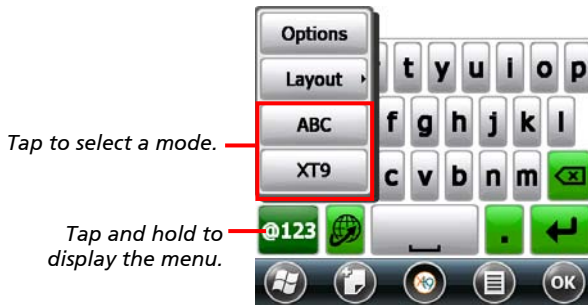 Options
Layout
t y u i o p
ABC
f g h j k l
Tap to select a mode.
XT9
c v b n m
Tap and hold to
display the menu.
@123
.
OK